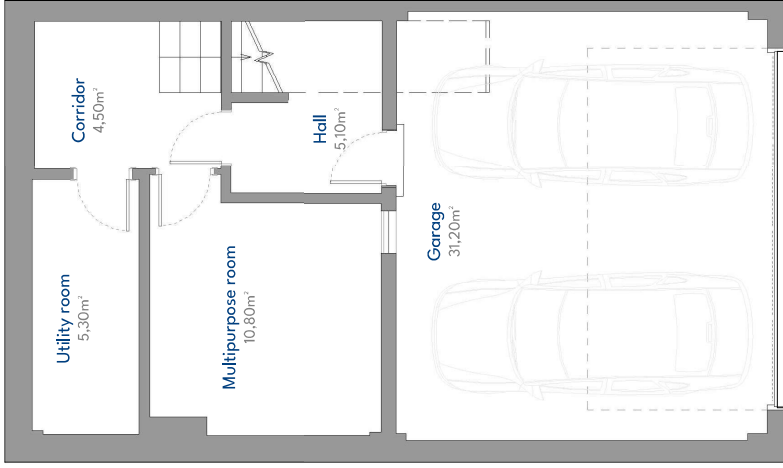 Corridor
4,50m²
Hall
5,10m²
Garage
31,20m²
Utility room
5,30m²
Multipurpose room
10,80m²